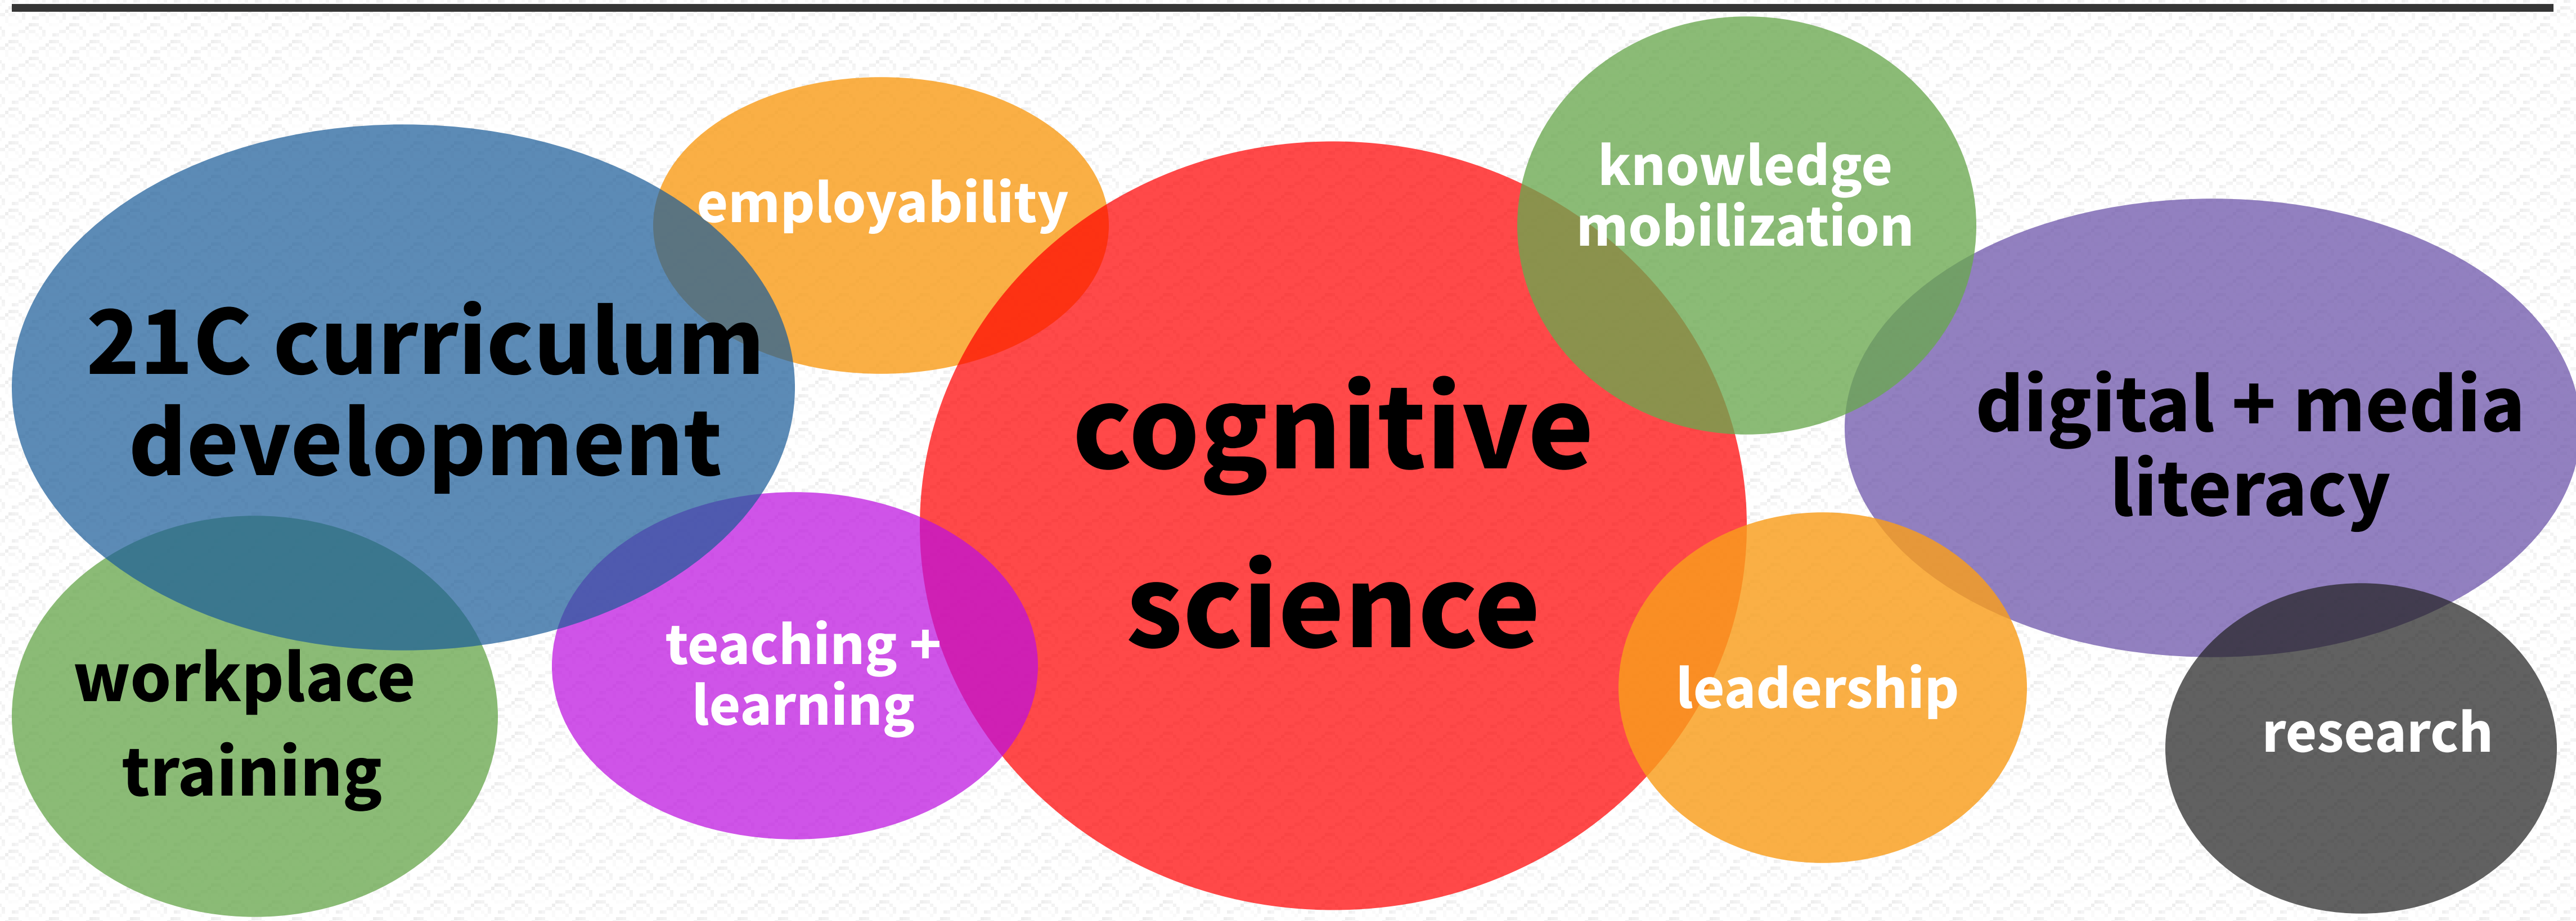 employability
knowledge
mobilization
21C curriculum
development
cognitive
science
digital + media
literacy
workplace
training
teaching +
learning
leadership
research